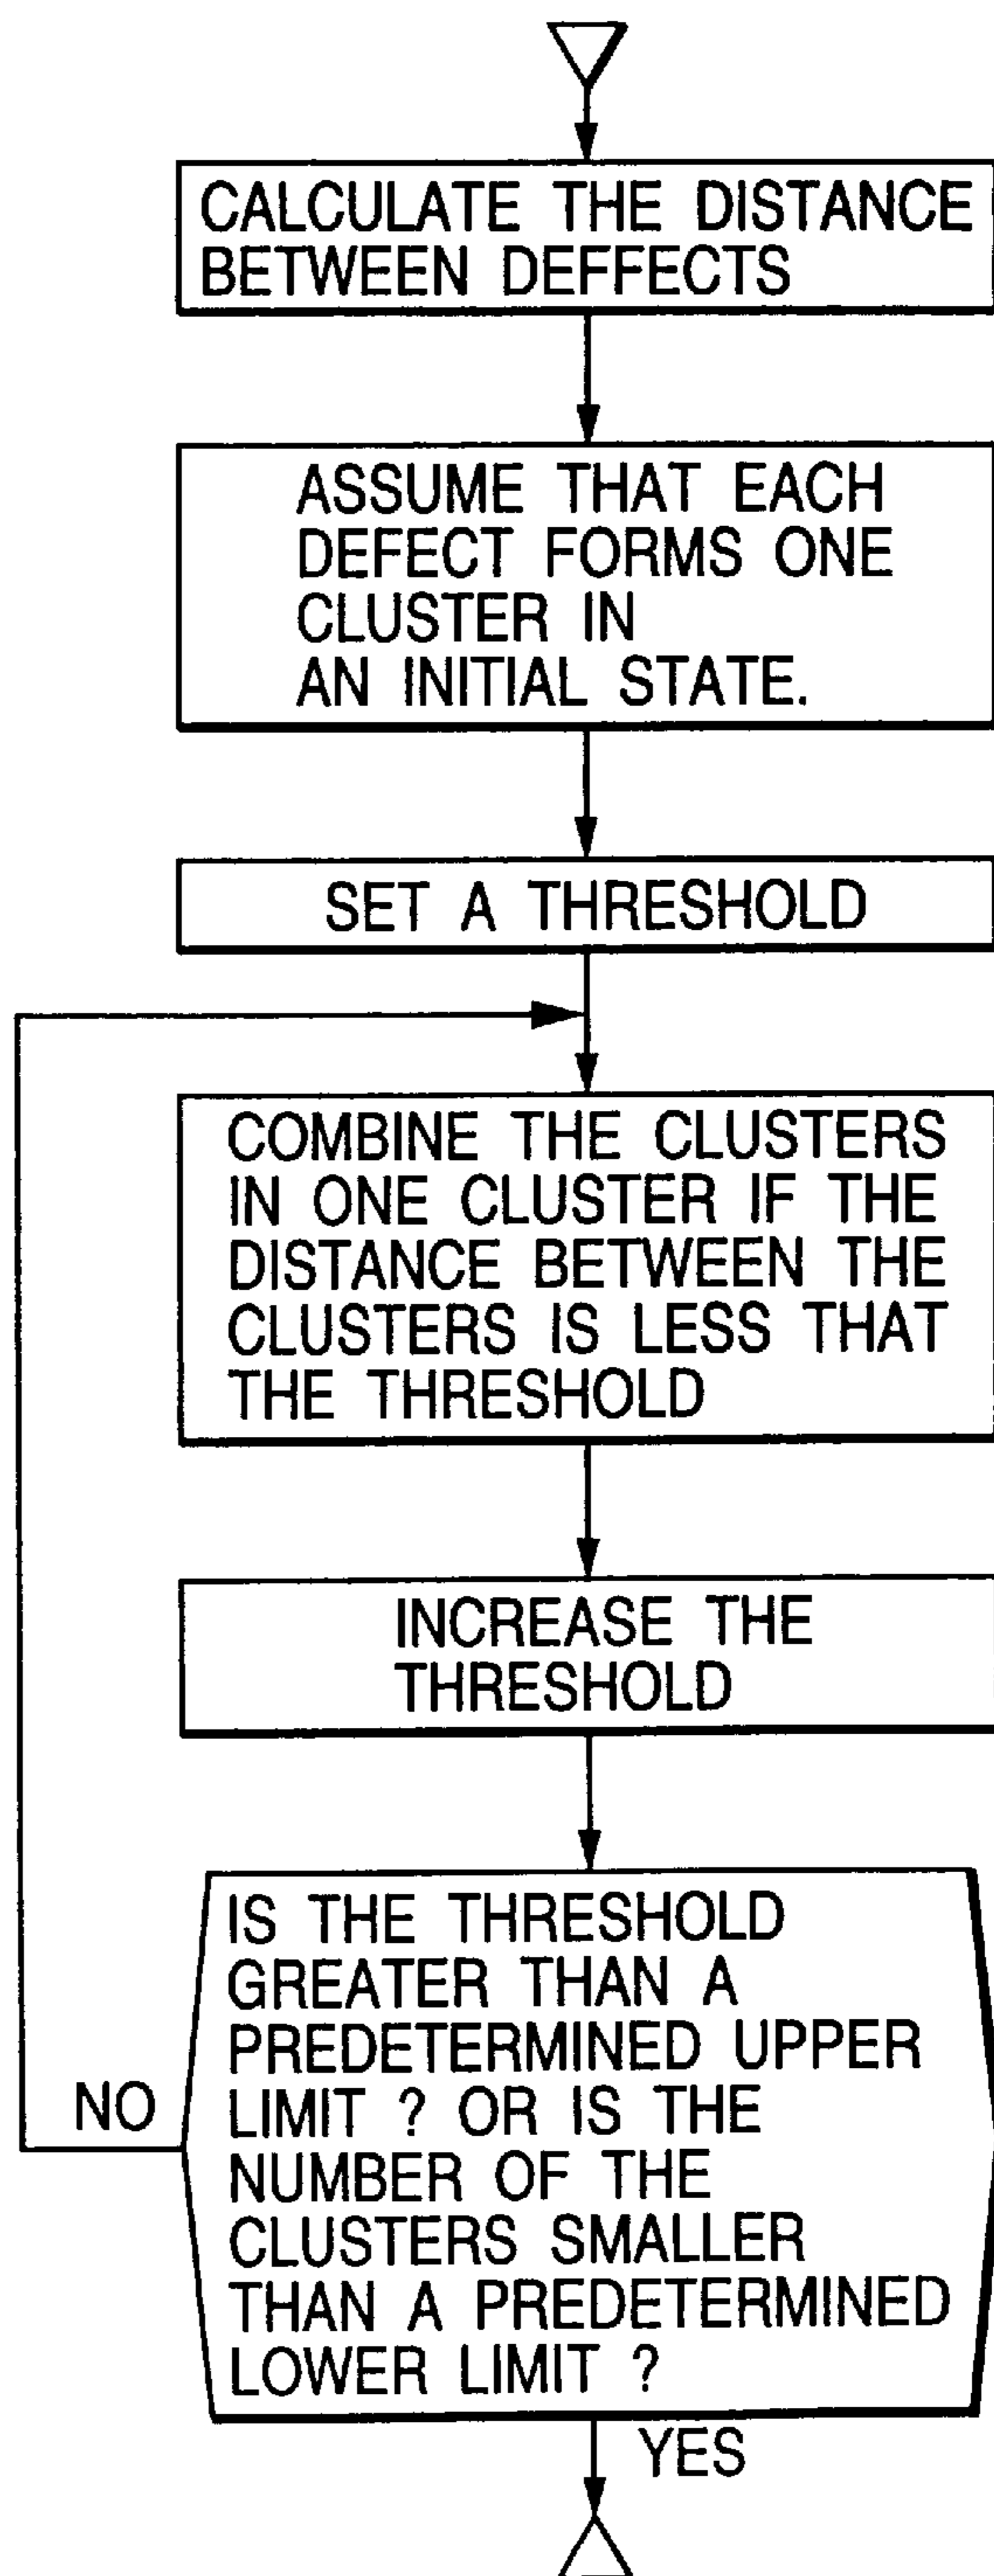 CALCULATE THE DISTANCE
BETWEEN DEFFECTS
ASSUME THAT EACH
DEFECT FORMS ONE
CLUSTER IN
AN INITIAL STATE.
SET A THRESHOLD
COMBINE THE CLUSTERS
IN ONE CLUSTER IF THE
DISTANCE BETWEEN THE
CLUSTERS IS LESS THAT
THE THRESHOLD
INCREASE THE
THRESHOLD
IS THE THRESHOLD
GREATER THAN A
PREDETERMINED UPPER
LIMIT ? OR IS THE
NUMBER OF THE
CLUSTERS SMALLER
THAN A PREDETERMINED
LOWER LIMIT ?
NO
YES